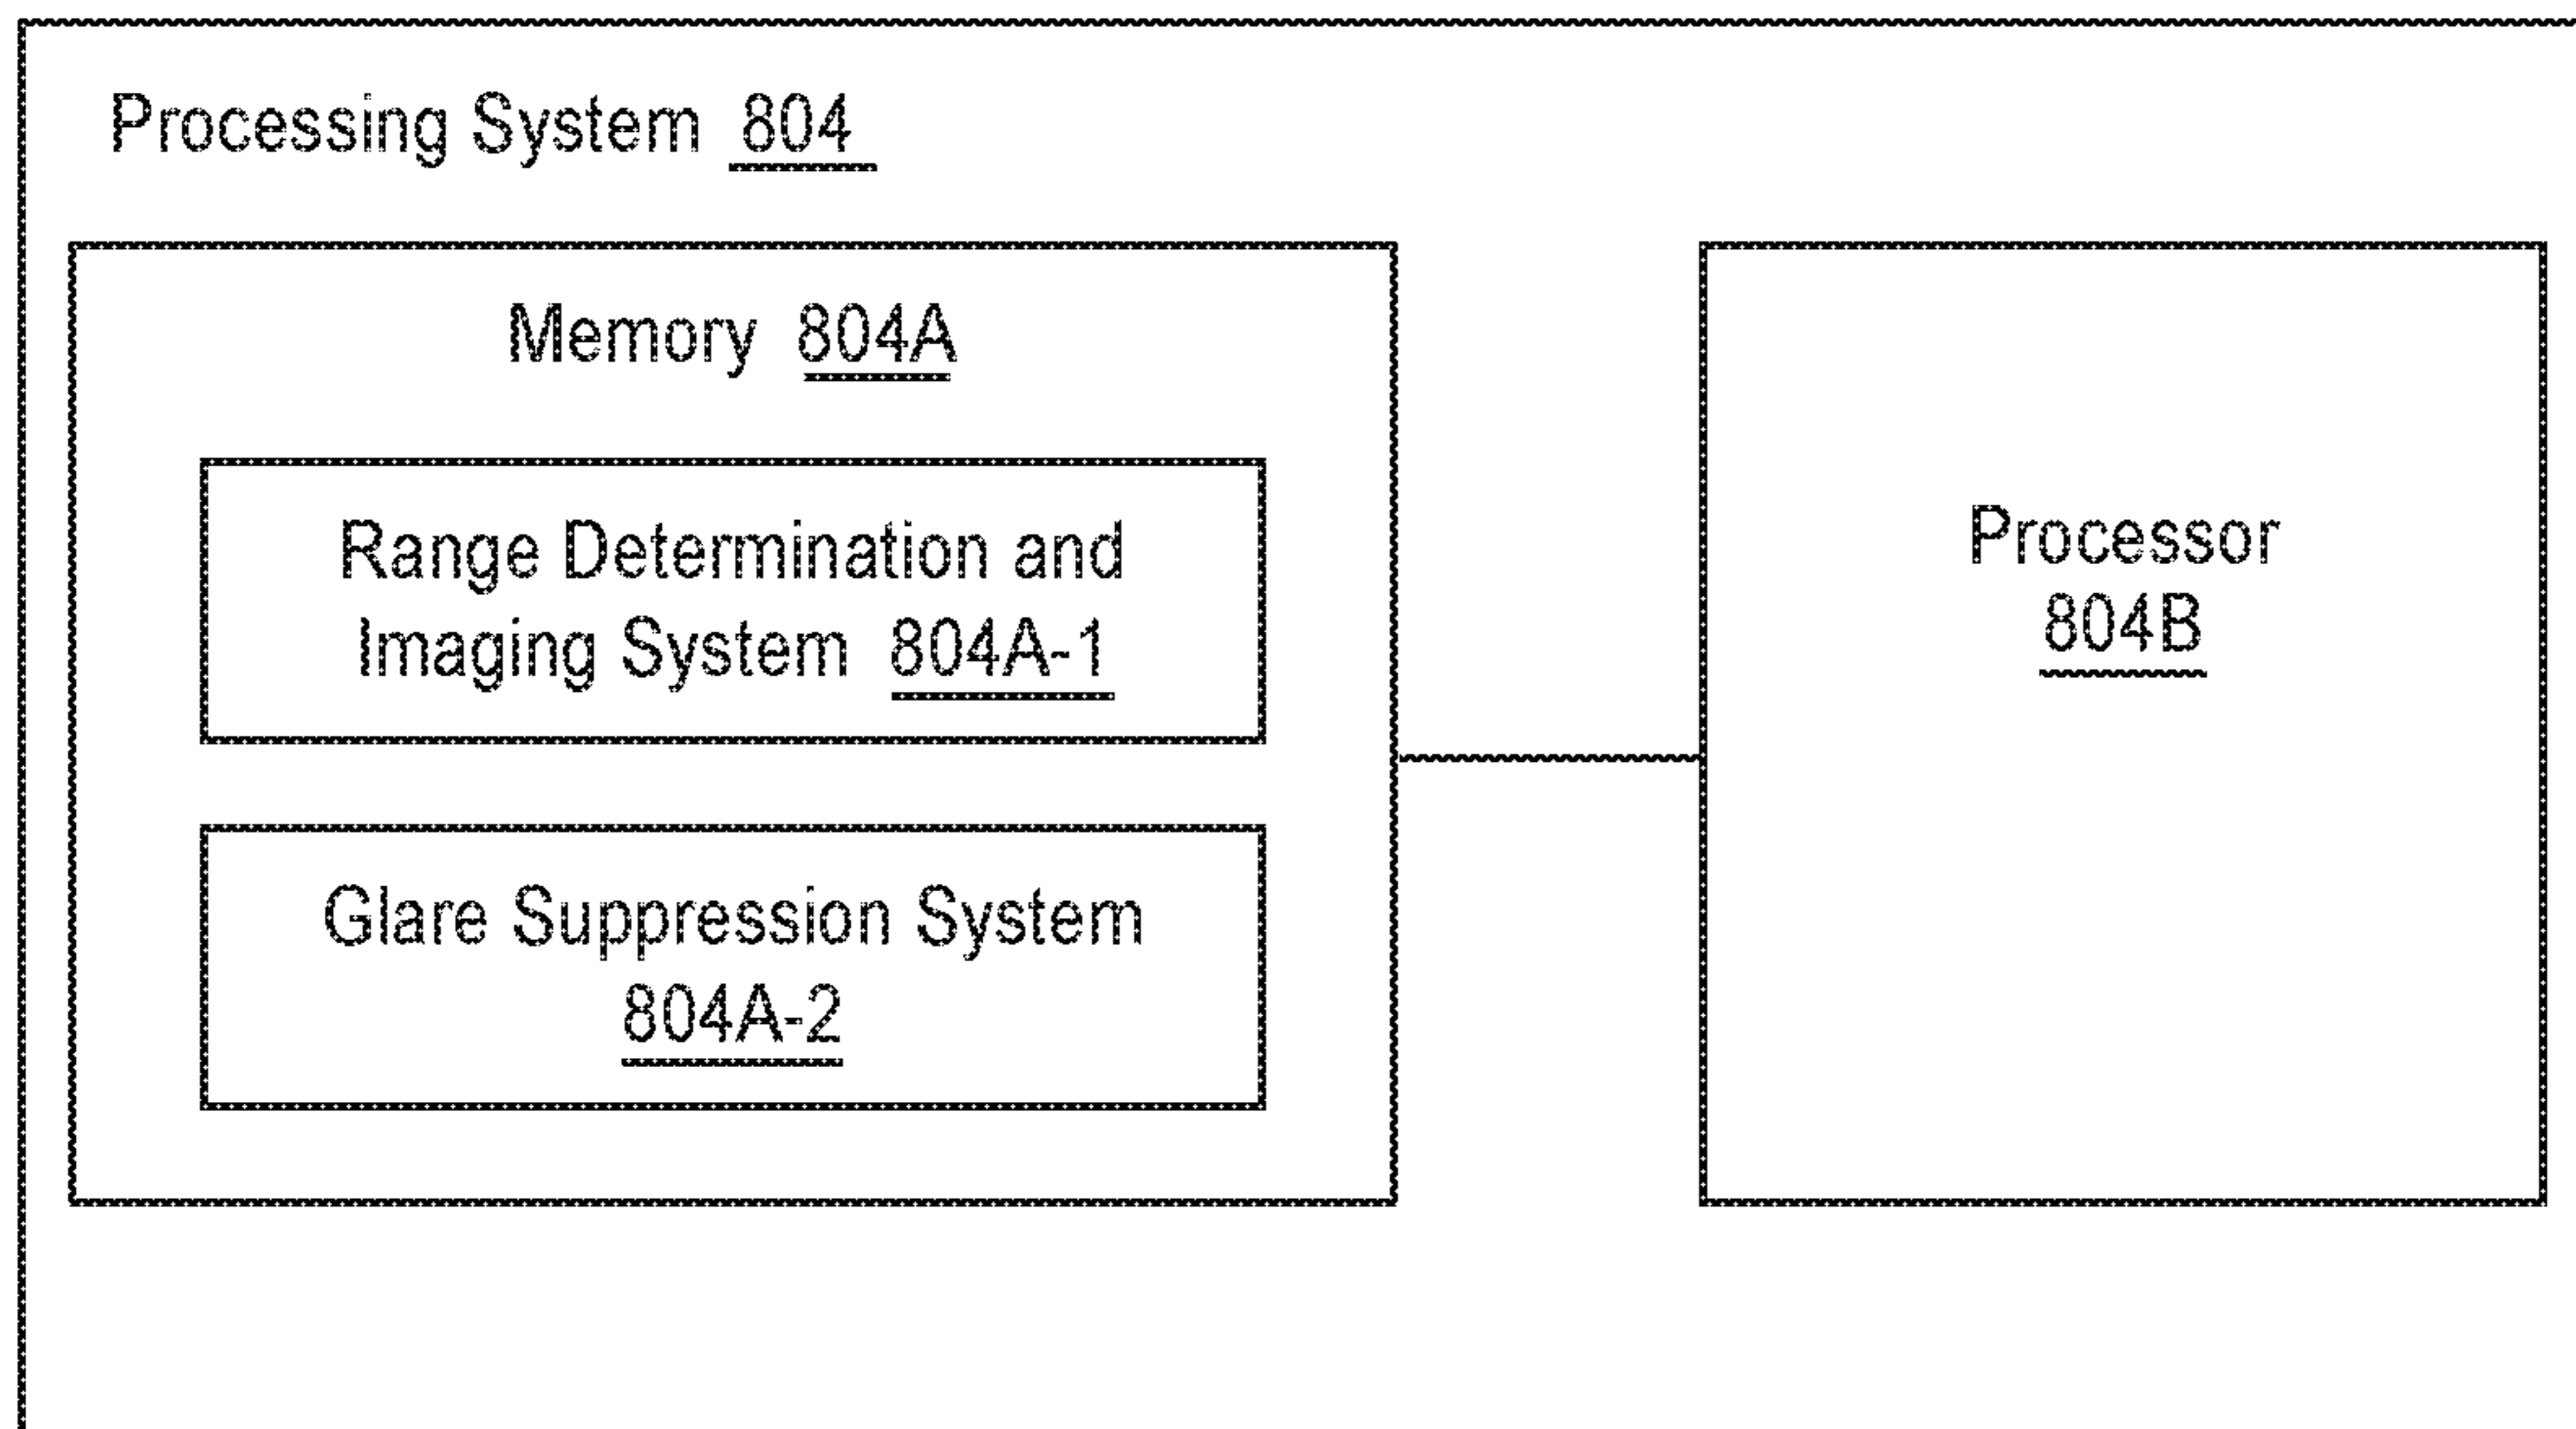 Processing System 804
Memory 804A
Range Determination and
Imaging System 804A-1
Glare Suppression System
804A-2
Processor
804B